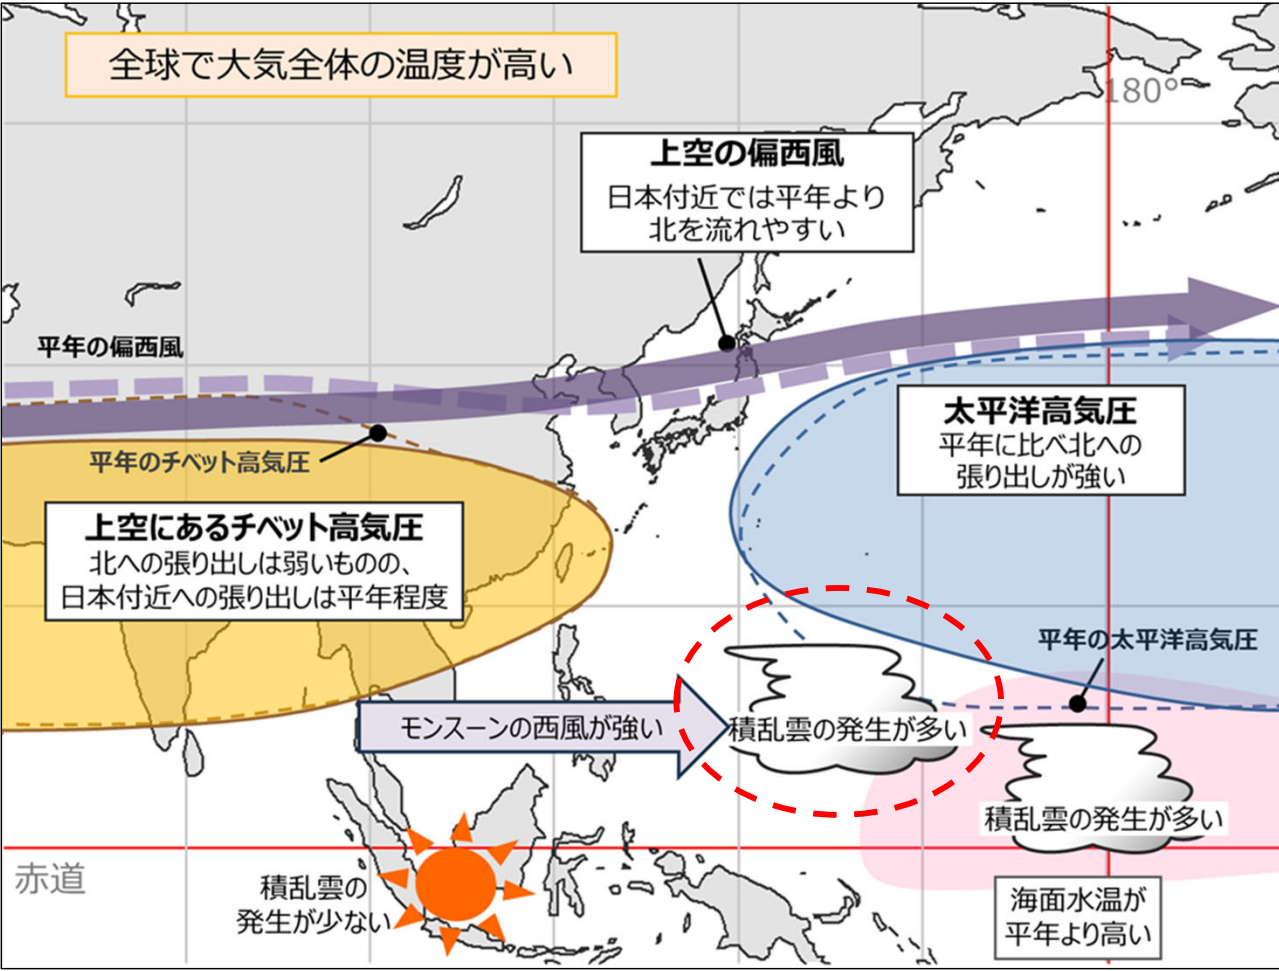 全球で大気全体の温度が高い
180°
上空の偏西風
日本付近では平年より
北を流れやすい
平年の偏西風
平年のチベット高気圧
太平洋高気圧
平年に比べ北への
張り出しが強い
上空にあるチベット高気圧
北への張り出しは弱いものの、
日本付近への張り出しは平年程度
平年の太平洋高気圧
モンスーンの西風が強い
積乱雲の発生が多い
積乱雲の発生が多い
赤道
積乱雲の
発生が少ない
海面水温が
平年より高い